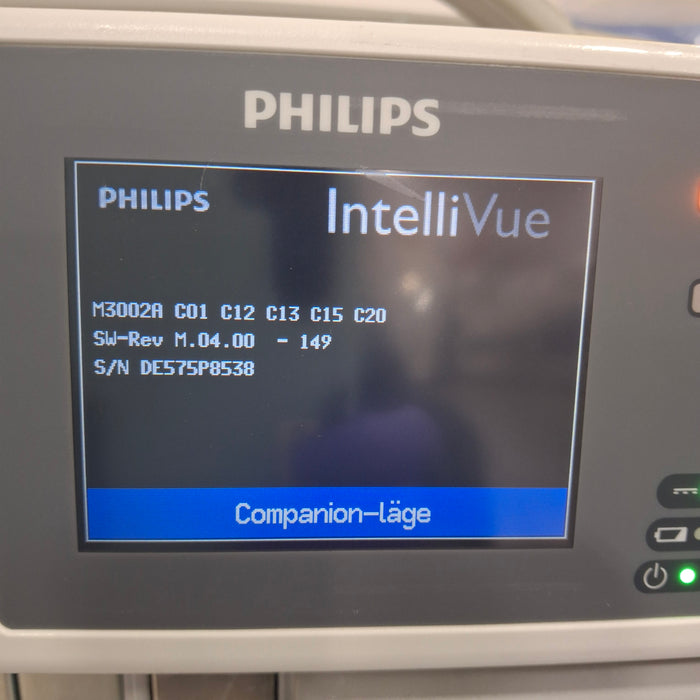 PHILIPS
PHILIPS
IntelliVue
M3002A C01 C12 C13 C15 C20
SW-Rev M.04.00 - 149
S/N DE575P8538
Companion-läge